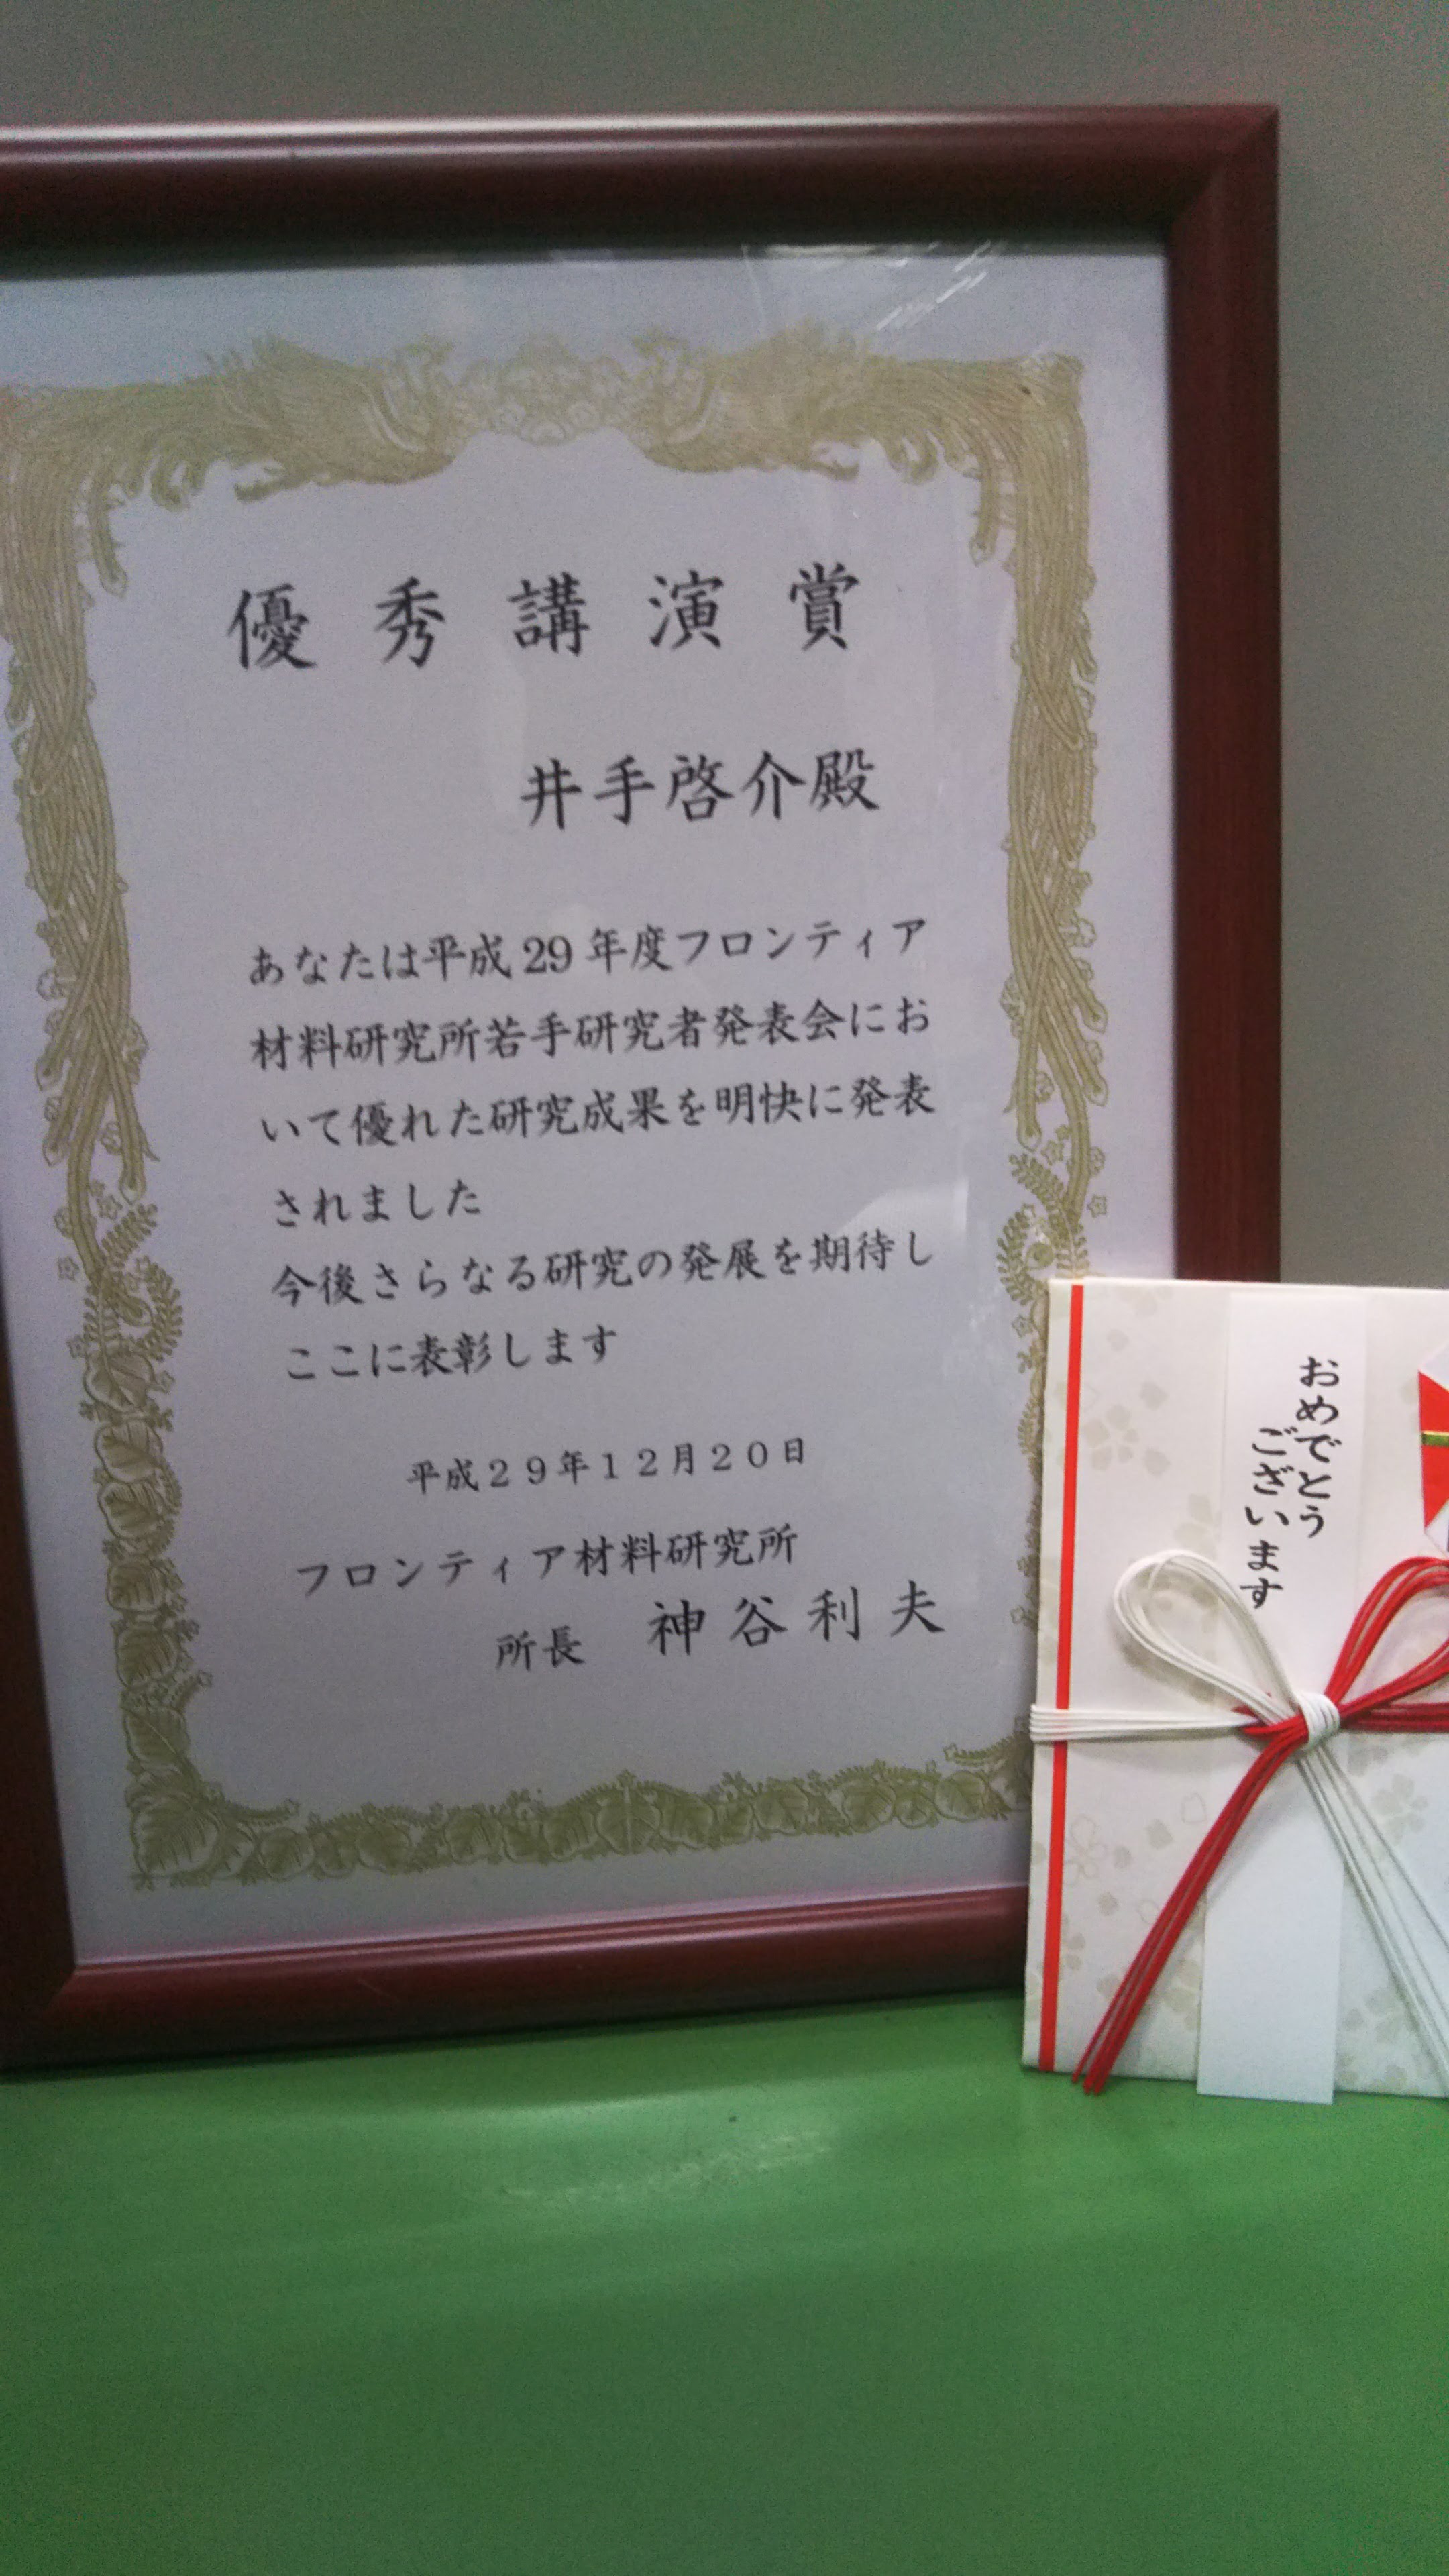 優秀講演賞
井手啓介殿
あなたは平成29年度フロンティア
材料研究所若手研究者発表会にお
いて優れた研究成果を明快に発表
されました
今後さらなる研究の発展を期待し
ここに表彰します
平成29年12月20日
フロンティア材料研究所
所長 神谷利夫
おめでとう
ございます